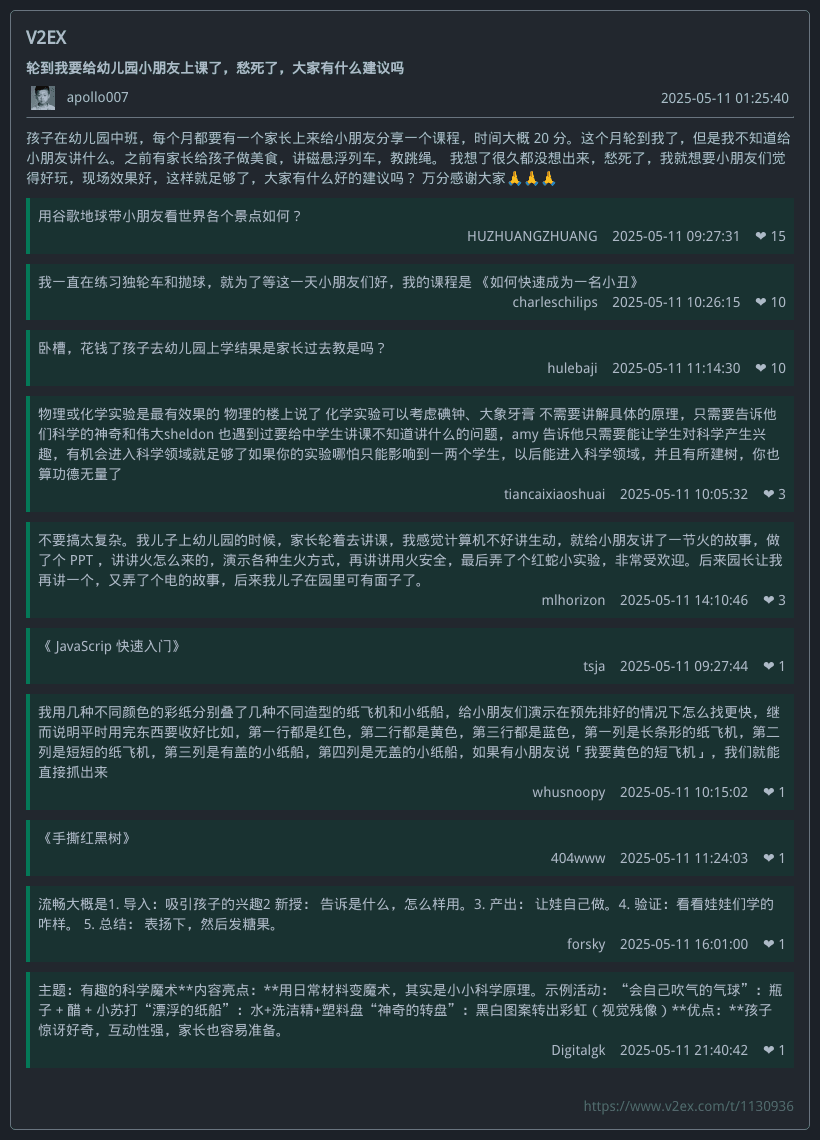 V2EX
轮到我要给幼儿园小朋友上课了，愁死了，大家有什么建议吗
apollo007
2025-05-11 01:25:40
孩子在幼儿园中班，每个月都要有一个家长上来给小朋友分享一个课程，时间大概 20 分。这个月轮到我了，但是我不知道给
小朋友讲什么。之前有家长给孩子做美食，讲磁悬浮列车，教跳绳。 我想了很久都没想出来，愁死了，我就想要小朋友们觉
得好玩，现场效果好，这样就足够了，大家有什么好的建议吗？ 万分感谢大家🙏🙏🙏
用谷歌地球带小朋友看世界各个景点如何？
HUZHUANGZHUANG 2025-05-11 09:27:31 ❤ 15
我一直在练习独轮车和抛球，就为了等这一天小朋友们好，我的课程是 《如何快速成为一名小丑》
charleschilips 2025-05-11 10:26:15 ❤ 10
卧槽，花钱了孩子去幼儿园上学结果是家长过去教是吗？
hulebaji 2025-05-11 11:14:30 ❤ 10
物理或化学实验是最有效果的 物理的楼上说了 化学实验可以考虑碘钟、大象牙膏 不需要讲解具体的原理，只需要告诉他
们科学的神奇和伟大sheldon 也遇到过要给中学生讲课不知道讲什么的问题，amy 告诉他只需要能让学生对科学产生兴
趣，有机会进入科学领域就足够了如果你的实验哪怕只能影响到一两个学生，以后能进入科学领域，并且有所建树，你也
算功德无量了
tiancaixiaoshuai 2025-05-11 10:05:32 ❤ 3
不要搞太复杂。我儿子上幼儿园的时候，家长轮着去讲课，我感觉计算机不好讲生动，就给小朋友讲了一节火的故事，做
了个 PPT ，讲讲火怎么来的，演示各种生火方式，再讲讲用火安全，最后弄了个红蛇小实验，非常受欢迎。后来园长让我
再讲一个，又弄了个电的故事，后来我儿子在园里可有面子了。
mlhorizon 2025-05-11 14:10:46 ❤ 3
《 JavaScrip 快速入门》
tsja 2025-05-11 09:27:44 ❤ 1
我用几种不同颜色的彩纸分别叠了几种不同造型的纸飞机和小纸船，给小朋友们演示在预先排好的情况下怎么找更快，继
而说明平时用完东西要收好比如，第一行都是红色，第二行都是黄色，第三行都是蓝色，第一列是长条形的纸飞机，第二
列是短短的纸飞机，第三列是有盖的小纸船，第四列是无盖的小纸船，如果有小朋友说「我要黄色的短飞机」，我们就能
直接抓出来
whusnoopy 2025-05-11 10:15:02 ❤ 1
《手撕红黑树》
404www 2025-05-11 11:24:03 ❤ 1
流畅大概是1. 导入： 吸引孩子的兴趣2 新授： 告诉是什么，怎么样用。3. 产出： 让娃自己做。4. 验证：看看娃娃们学的
咋样。 5. 总结： 表扬下，然后发糖果。
forsky 2025-05-11 16:01:00 ❤ 1
主题: 有趣的科学魔术**内容亮点: **用日常材料变魔术，其实是小小科学原理。示例活动: “会自己吹气的气球”: 瓶
子 + 醋 + 小苏打“漂浮的纸船”: 水+洗洁精+塑料盘“神奇的转盘”: 黑白图案转出彩虹（视觉残像）**优点: **孩子
惊讶好奇，互动性强，家长也容易准备。
Digitalgk 2025-05-11 21:40:42 ❤ 1
https://www.v2ex.com/t/1130936